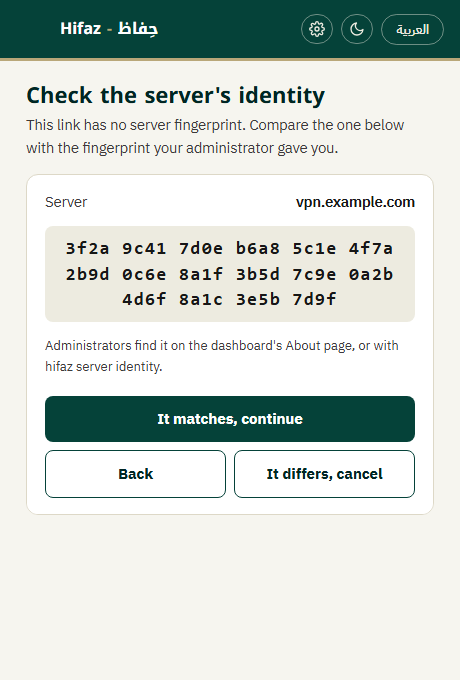 Hifaz - حِفاظ
العربية
Check the server's identity
This link has no server fingerprint. Compare the one below
with the fingerprint your administrator gave you.
Server
vpn.example.com
3f2a 9c41 7d0e b6a8 5c1e 4f7a
2b9d 0c6e 8a1f 3b5d 7c9e 0a2b
4d6f 8a1c 3e5b 7d9f
Administrators find it on the dashboard's About page, or with
hifaz server identity.
It matches, continue
Back
It differs, cancel